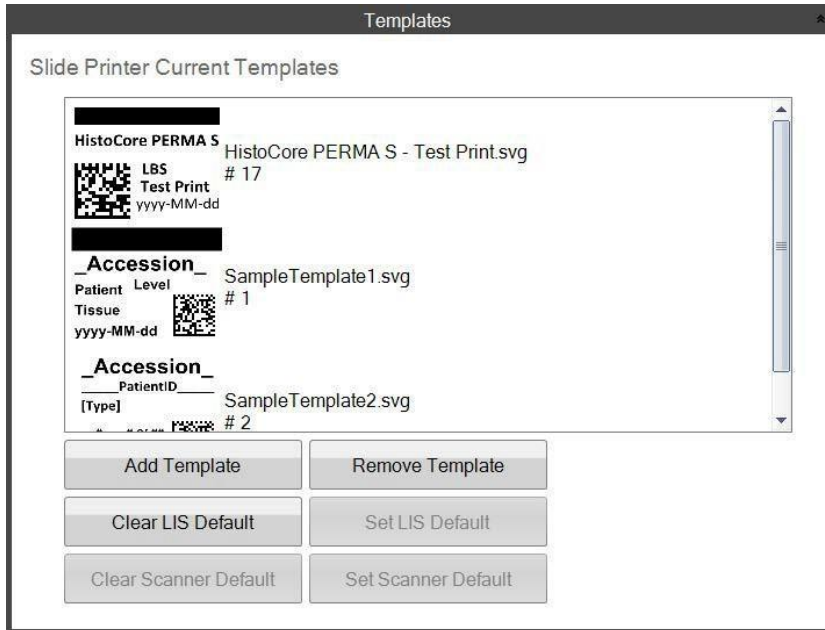 Templates
Slide Printer Current Templates
HistoCore PERMA S
LBS
Test Print
yyyy-MM-dd
HistoCore PERMA S - Test Print.svg
# 17
_Accession_
Patient Level
Tissue
yyyy-MM-dd
SampleTemplate1.svg
# 1
_Accession_
_____PatientID_____
[Type]
SampleTemplate2.svg
# 2
Add Template
Remove Template
Clear LIS Default
Set LIS Default
Clear Scanner Default
Set Scanner Default